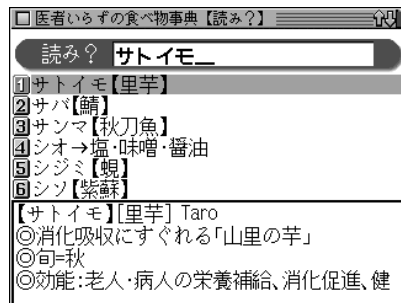 医者いらずの食べ物事典【読み?】
読み? サトイモ_
1 サトイモ【里芋】
2 サバ【鯖】
3 サンマ【秋刀魚】
4 シオ→塩・味噌・醤油
5 シジミ【蜆】
6 シソ【紫蘇】
【サトイモ】[里芋] Taro
◎消化吸収にすぐれる「山里の芋」
◎旬=秋
◎効能:老人・病人の栄養補給、消化促進、健